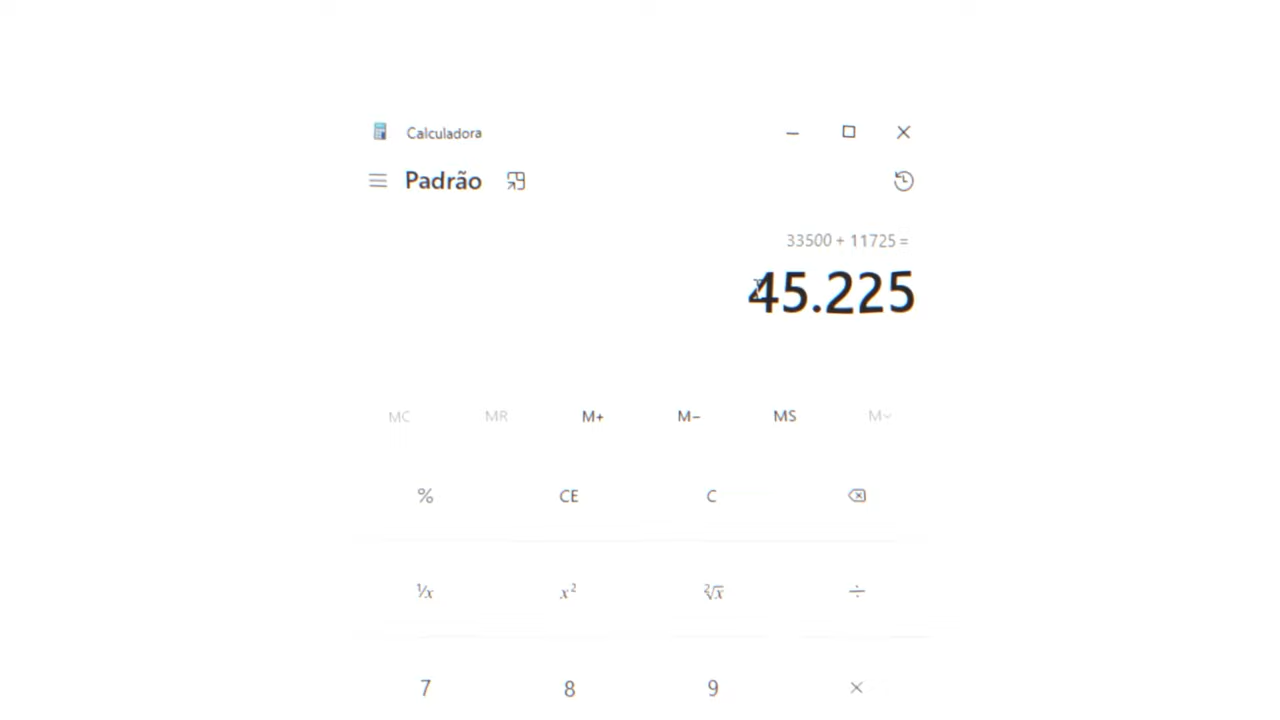 Calculadora
Padrão
33500 + 11725 =
45.225
MC MR M+ M− MS M
% CE C
⅟x x² ²√x ÷
7 8 9 ×